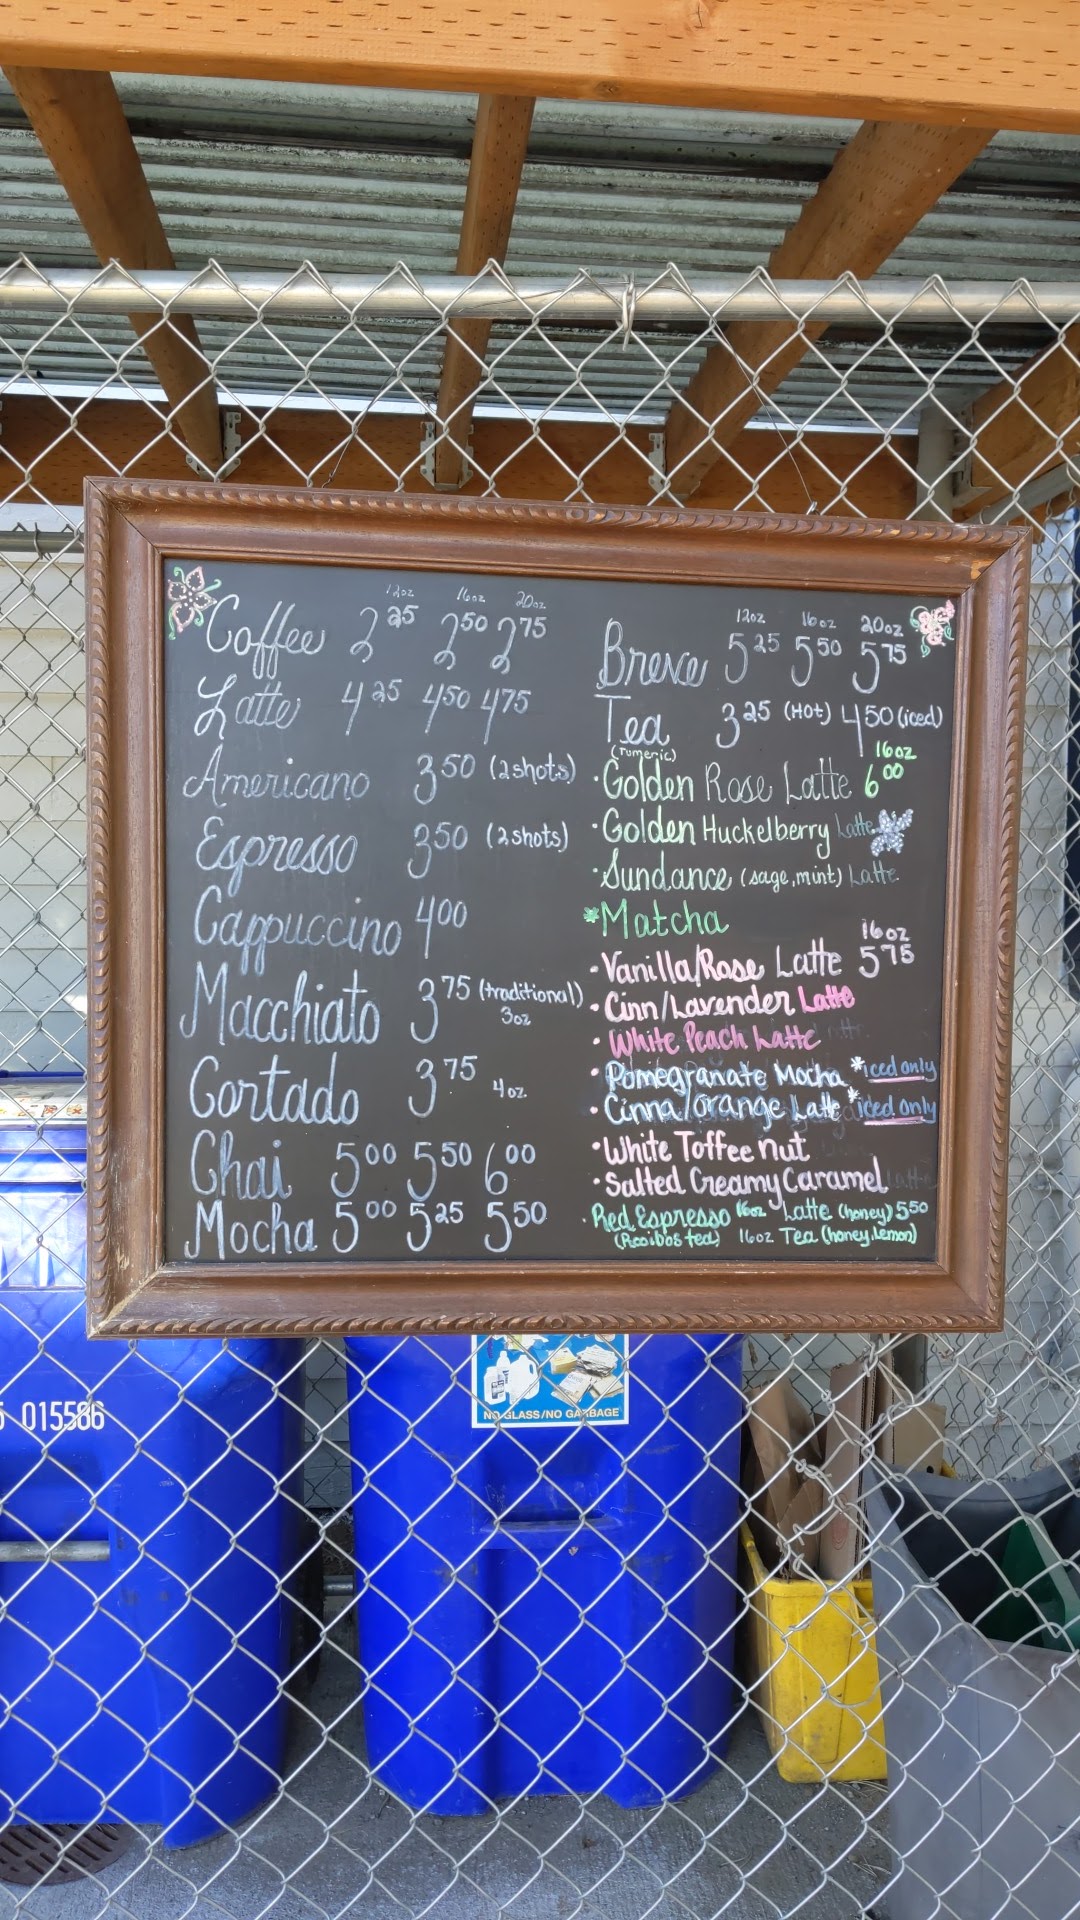 12oz 16oz 20oz
Coffee 2.25 2.50 2.75
Latte 4.25 4.50 4.75
Americano 3.50 (2 shots)
Espresso 3.50 (2 shots)
Cappuccino 4.00
Macchiato 3.75 (traditional)
3oz
Cortado 3.75 4oz
Chai 5.00 5.50 6.00
Mocha 5.00 5.25 5.50
12oz 16oz 20oz
Breve 5.25 5.50 5.75
Tea 3.25 (HOT) 4.50 (iced)
(Tumeric) 16oz
·Golden Rose Latte 6.00
·Golden Huckelberry Latte
·Sundance (sage, mint) Latte
*Matcha
16oz
·Vanilla/Rose Latte 5.75
·Cinn/Lavender Latte
·White Peach Latte
·Pomegranate Mocha *iced only
·Cinna/Orange Latte *iced only
·White Toffee nut
·Salted Creamy Caramel Latte
·Red Espresso 16oz Latte (honey) 5.50
(Rooibos tea) 16oz Tea (honey, lemon)
015586
NO GLASS/NO GARBAGE